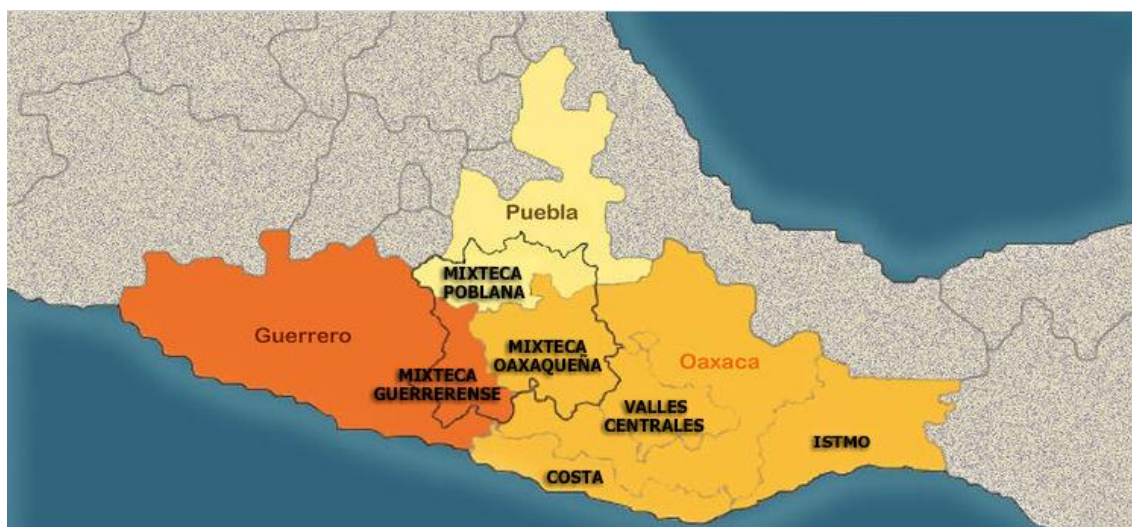 Puebla
MIXTECA
POBLANA
Guerrero
MIXTECA
OAXAQUEÑA
Oaxaca
MIXTECA
GUERRERENSE
VALLES
CENTRALES
ISTMO
COSTA